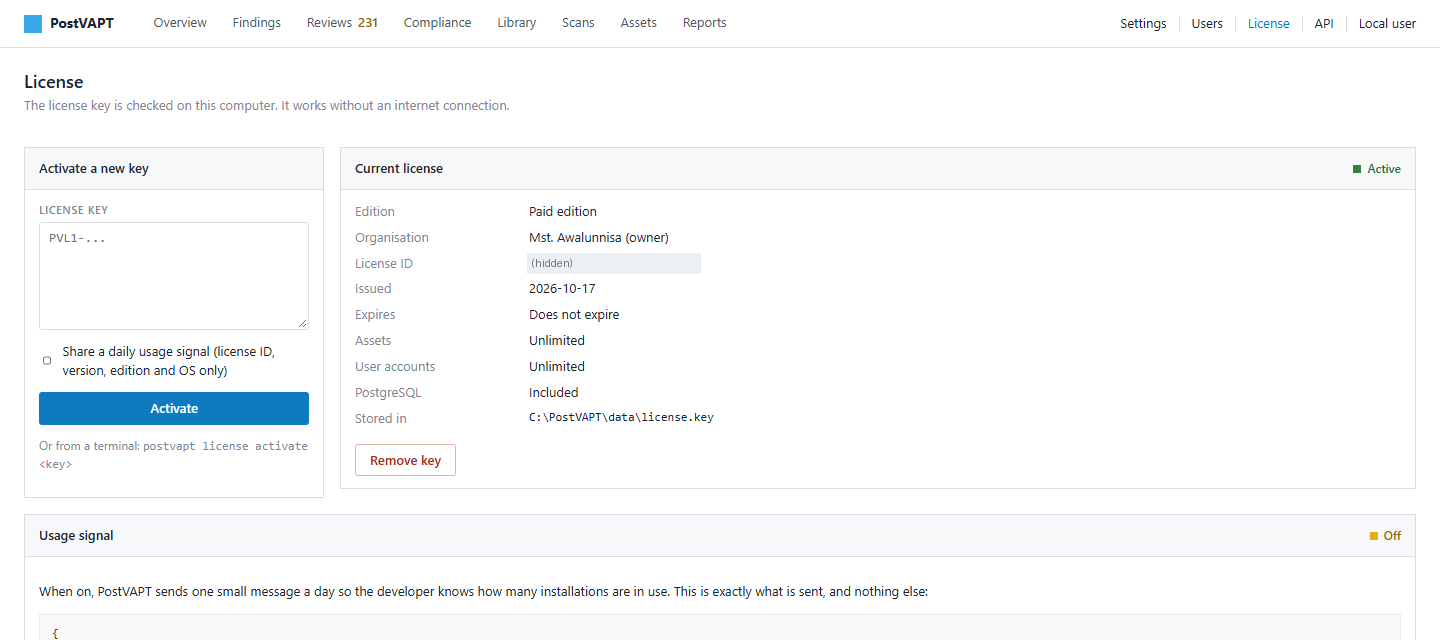 PostVAPT Overview Findings Reviews 231 Compliance Library Scans Assets Reports Settings Users License API Local user
License
The license key is checked on this computer. It works without an internet connection.
Activate a new key
LICENSE KEY
PVL1-...
Share a daily usage signal (license ID,
version, edition and OS only)
Activate
Or from a terminal: postvapt license activate
<key>
Current license Active
Edition Paid edition
Organisation Mst. Awalunnisa (owner)
License ID (hidden)
Issued 2026-10-17
Expires Does not expire
Assets Unlimited
User accounts Unlimited
PostgreSQL Included
Stored in C:\PostVAPT\data\license.key
Remove key
Usage signal Off
When on, PostVAPT sends one small message a day so the developer knows how many installations are in use. This is exactly what is sent, and nothing else:
{